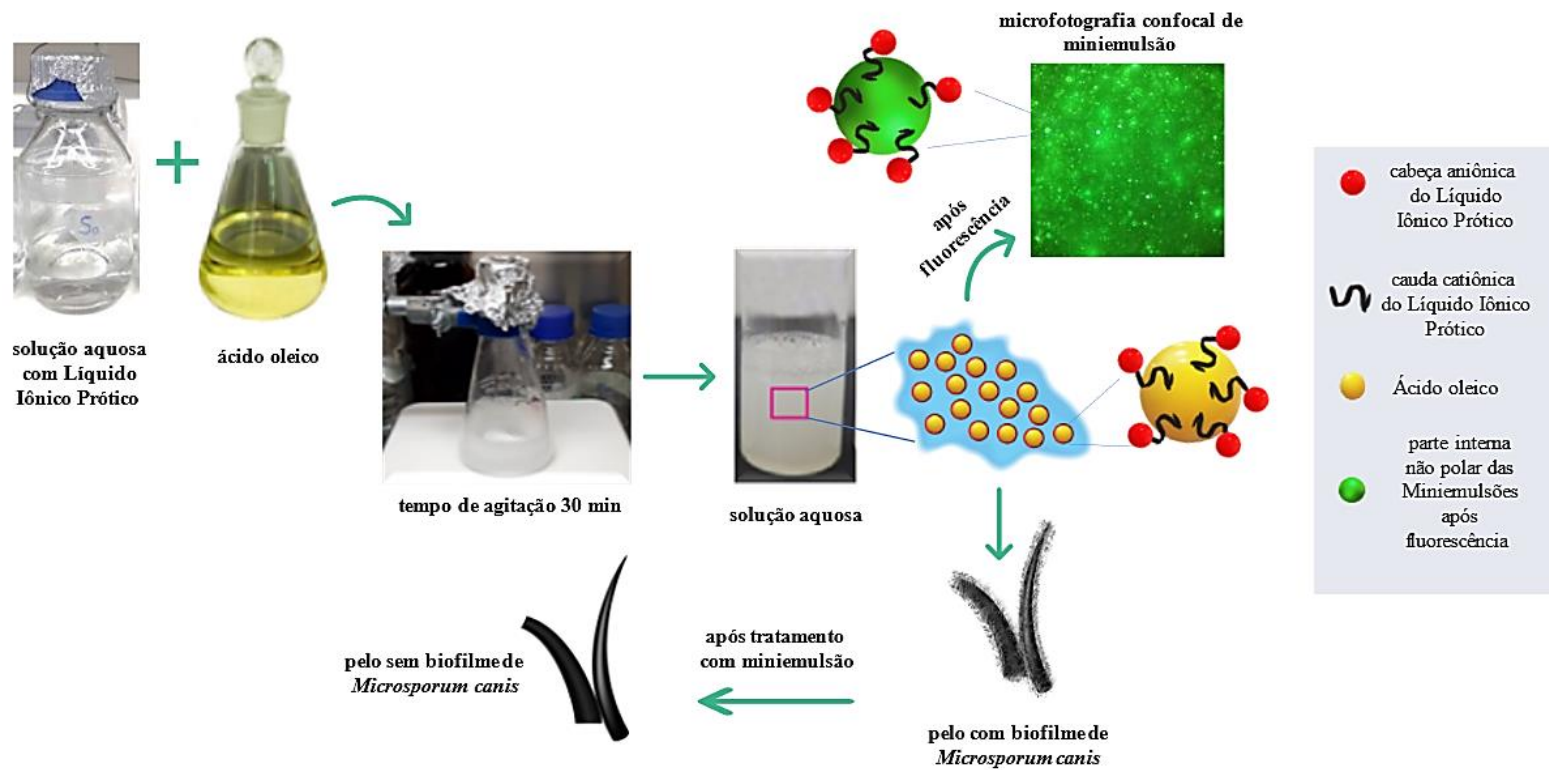 microfotografia confocal de
miniemulsão
após
fluorescência
solução aquosa
com Líquido
Iônico Prótico
ácido oleico
tempo de agitação 30 min
solução aquosa
cabeça aniônica
do Líquido
Iônico Prótico
cauda catiônica
do Líquido Iônico
Prótico
Ácido oleico
parte interna
não polar das
Miniemulsões
após
fluorescência
pelo sem biofilme de
Microsporum canis
após tratamento
com miniemulsão
pelo com biofilme de
Microsporum canis